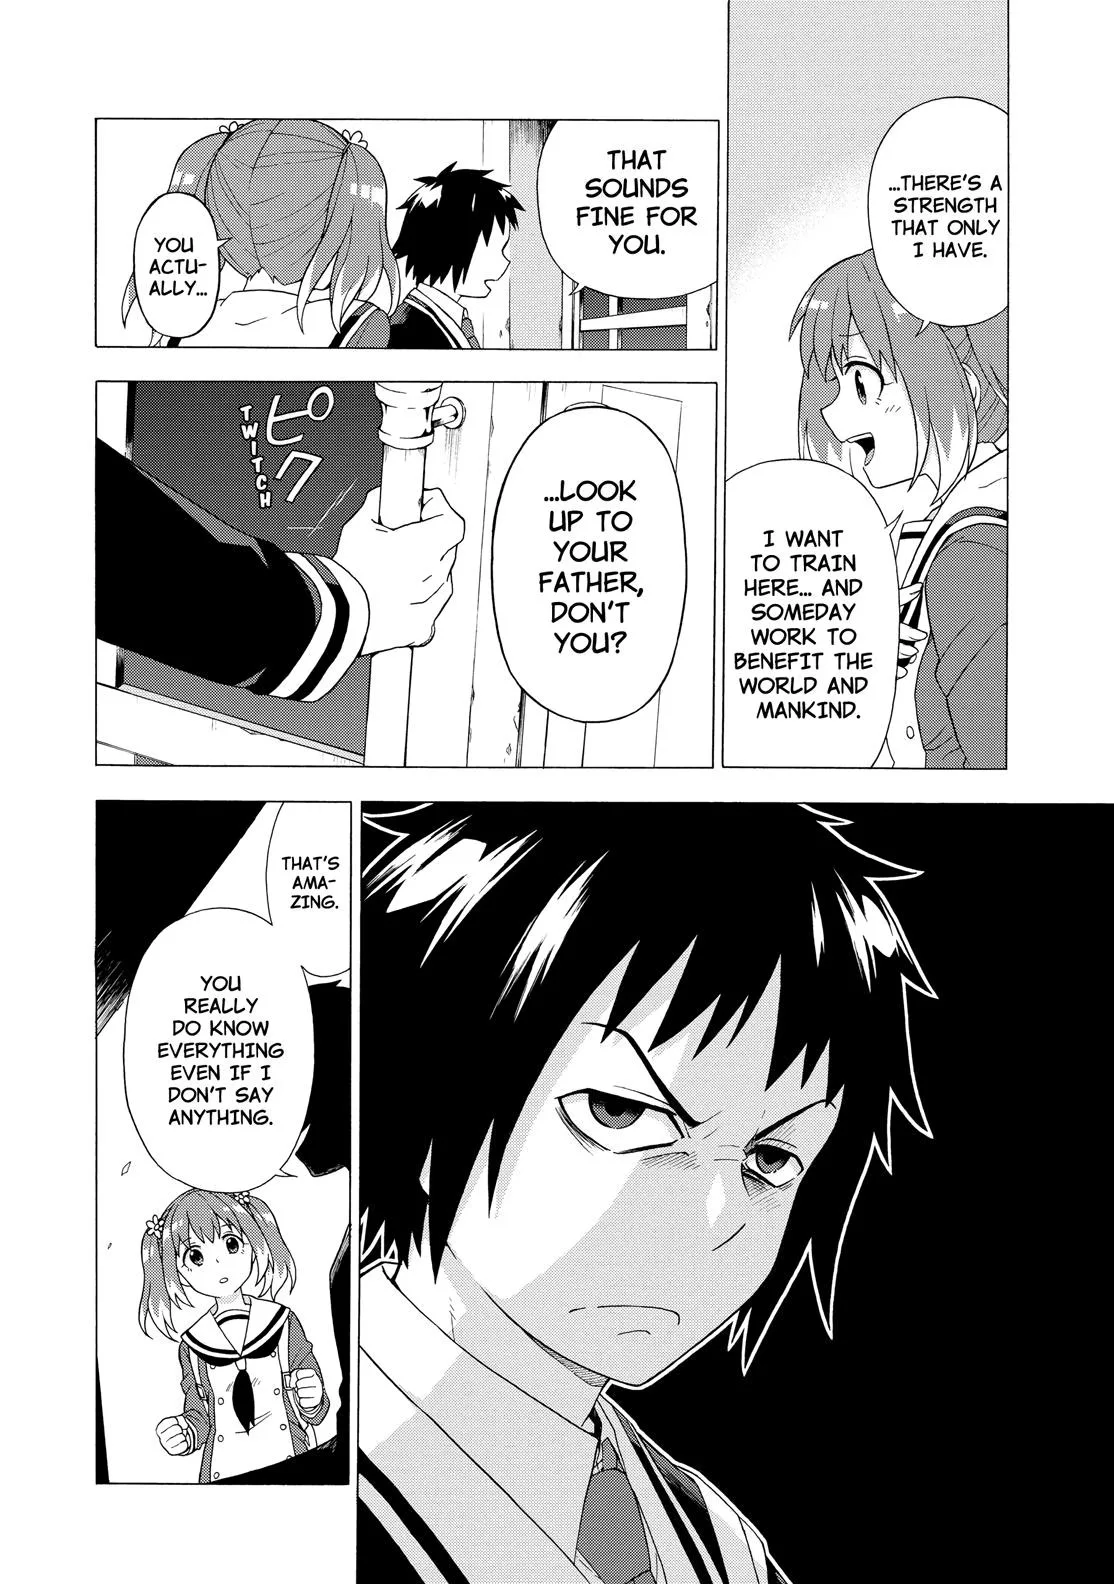 ...THERE'S A
STRENGTH
THAT ONLY
I HAVE.
I WANT
TO TRAIN
HERE... AND
SOMEDAY
WORK TO
BENEFIT THE
WORLD AND
MANKIND.
THAT
SOUNDS
FINE FOR
YOU.
YOU
ACTU-
ALLY...
...LOOK
UP TO
YOUR
FATHER,
DON'T
YOU?
ピク
TWITCH
THAT'S
AMA-
ZING.
YOU
REALLY
DO KNOW
EVERYTHING
EVEN IF I
DON'T SAY
ANYTHING.